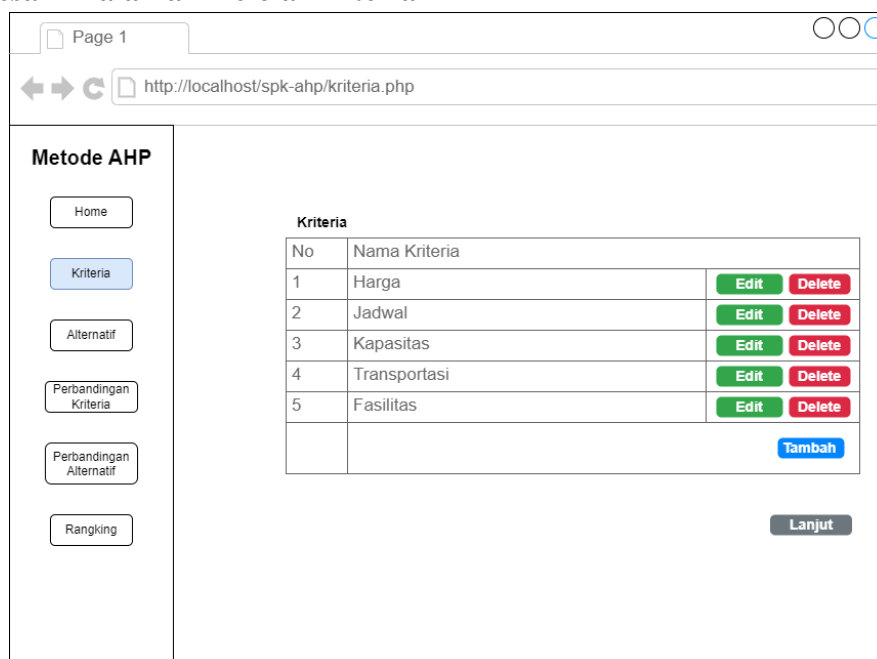 Page 1
http://localhost/spk-ahp/kriteria.php
Metode AHP
Home
Kriteria
Alternatif
Perbandingan
Kriteria
Perbandingan
Alternatif
Rangking
Kriteria
No Nama Kriteria
1 Harga Edit Delete
2 Jadwal Edit Delete
3 Kapasitas Edit Delete
4 Transportasi Edit Delete
5 Fasilitas Edit Delete
Tambah
Lanjut